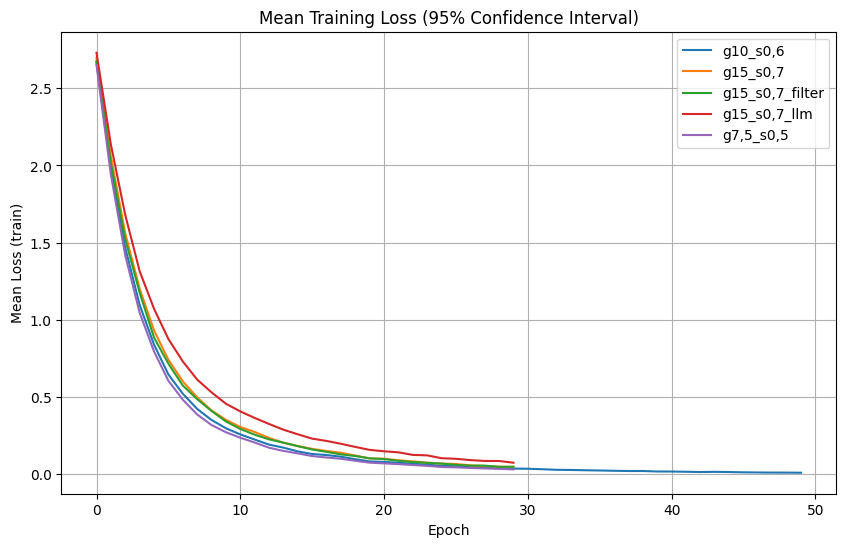 Mean Training Loss (95% Confidence Interval)
g10_s0,6
g15_s0,7
g15_s0,7_filter
g15_s0,7_llm
g7,5_s0,5
Mean Loss (train)
2.5
2.0
1.5
1.0
0.5
0.0
0
10
20
30
40
50
Epoch